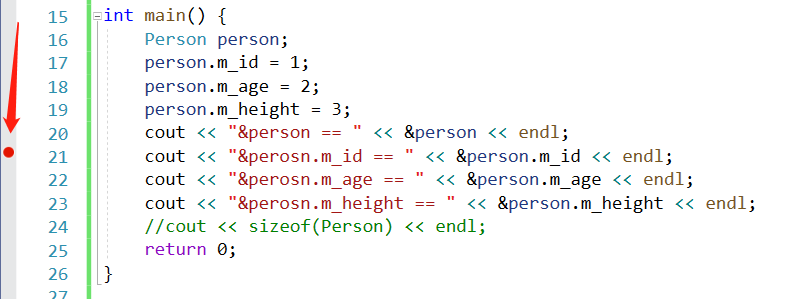 15 int main() {
16 Person person;
17 person.m_id = 1;
18 person.m_age = 2;
19 person.m_height = 3;
20 cout << "&person == " << &person << endl;
21 cout << "&perosn.m_id == " << &person.m_id << endl;
22 cout << "&perosn.m_age == " << &person.m_age << endl;
23 cout << "&perosn.m_height == " << &person.m_height << endl;
24 //cout << sizeof(Person) << endl;
25 return 0;
26 }
27